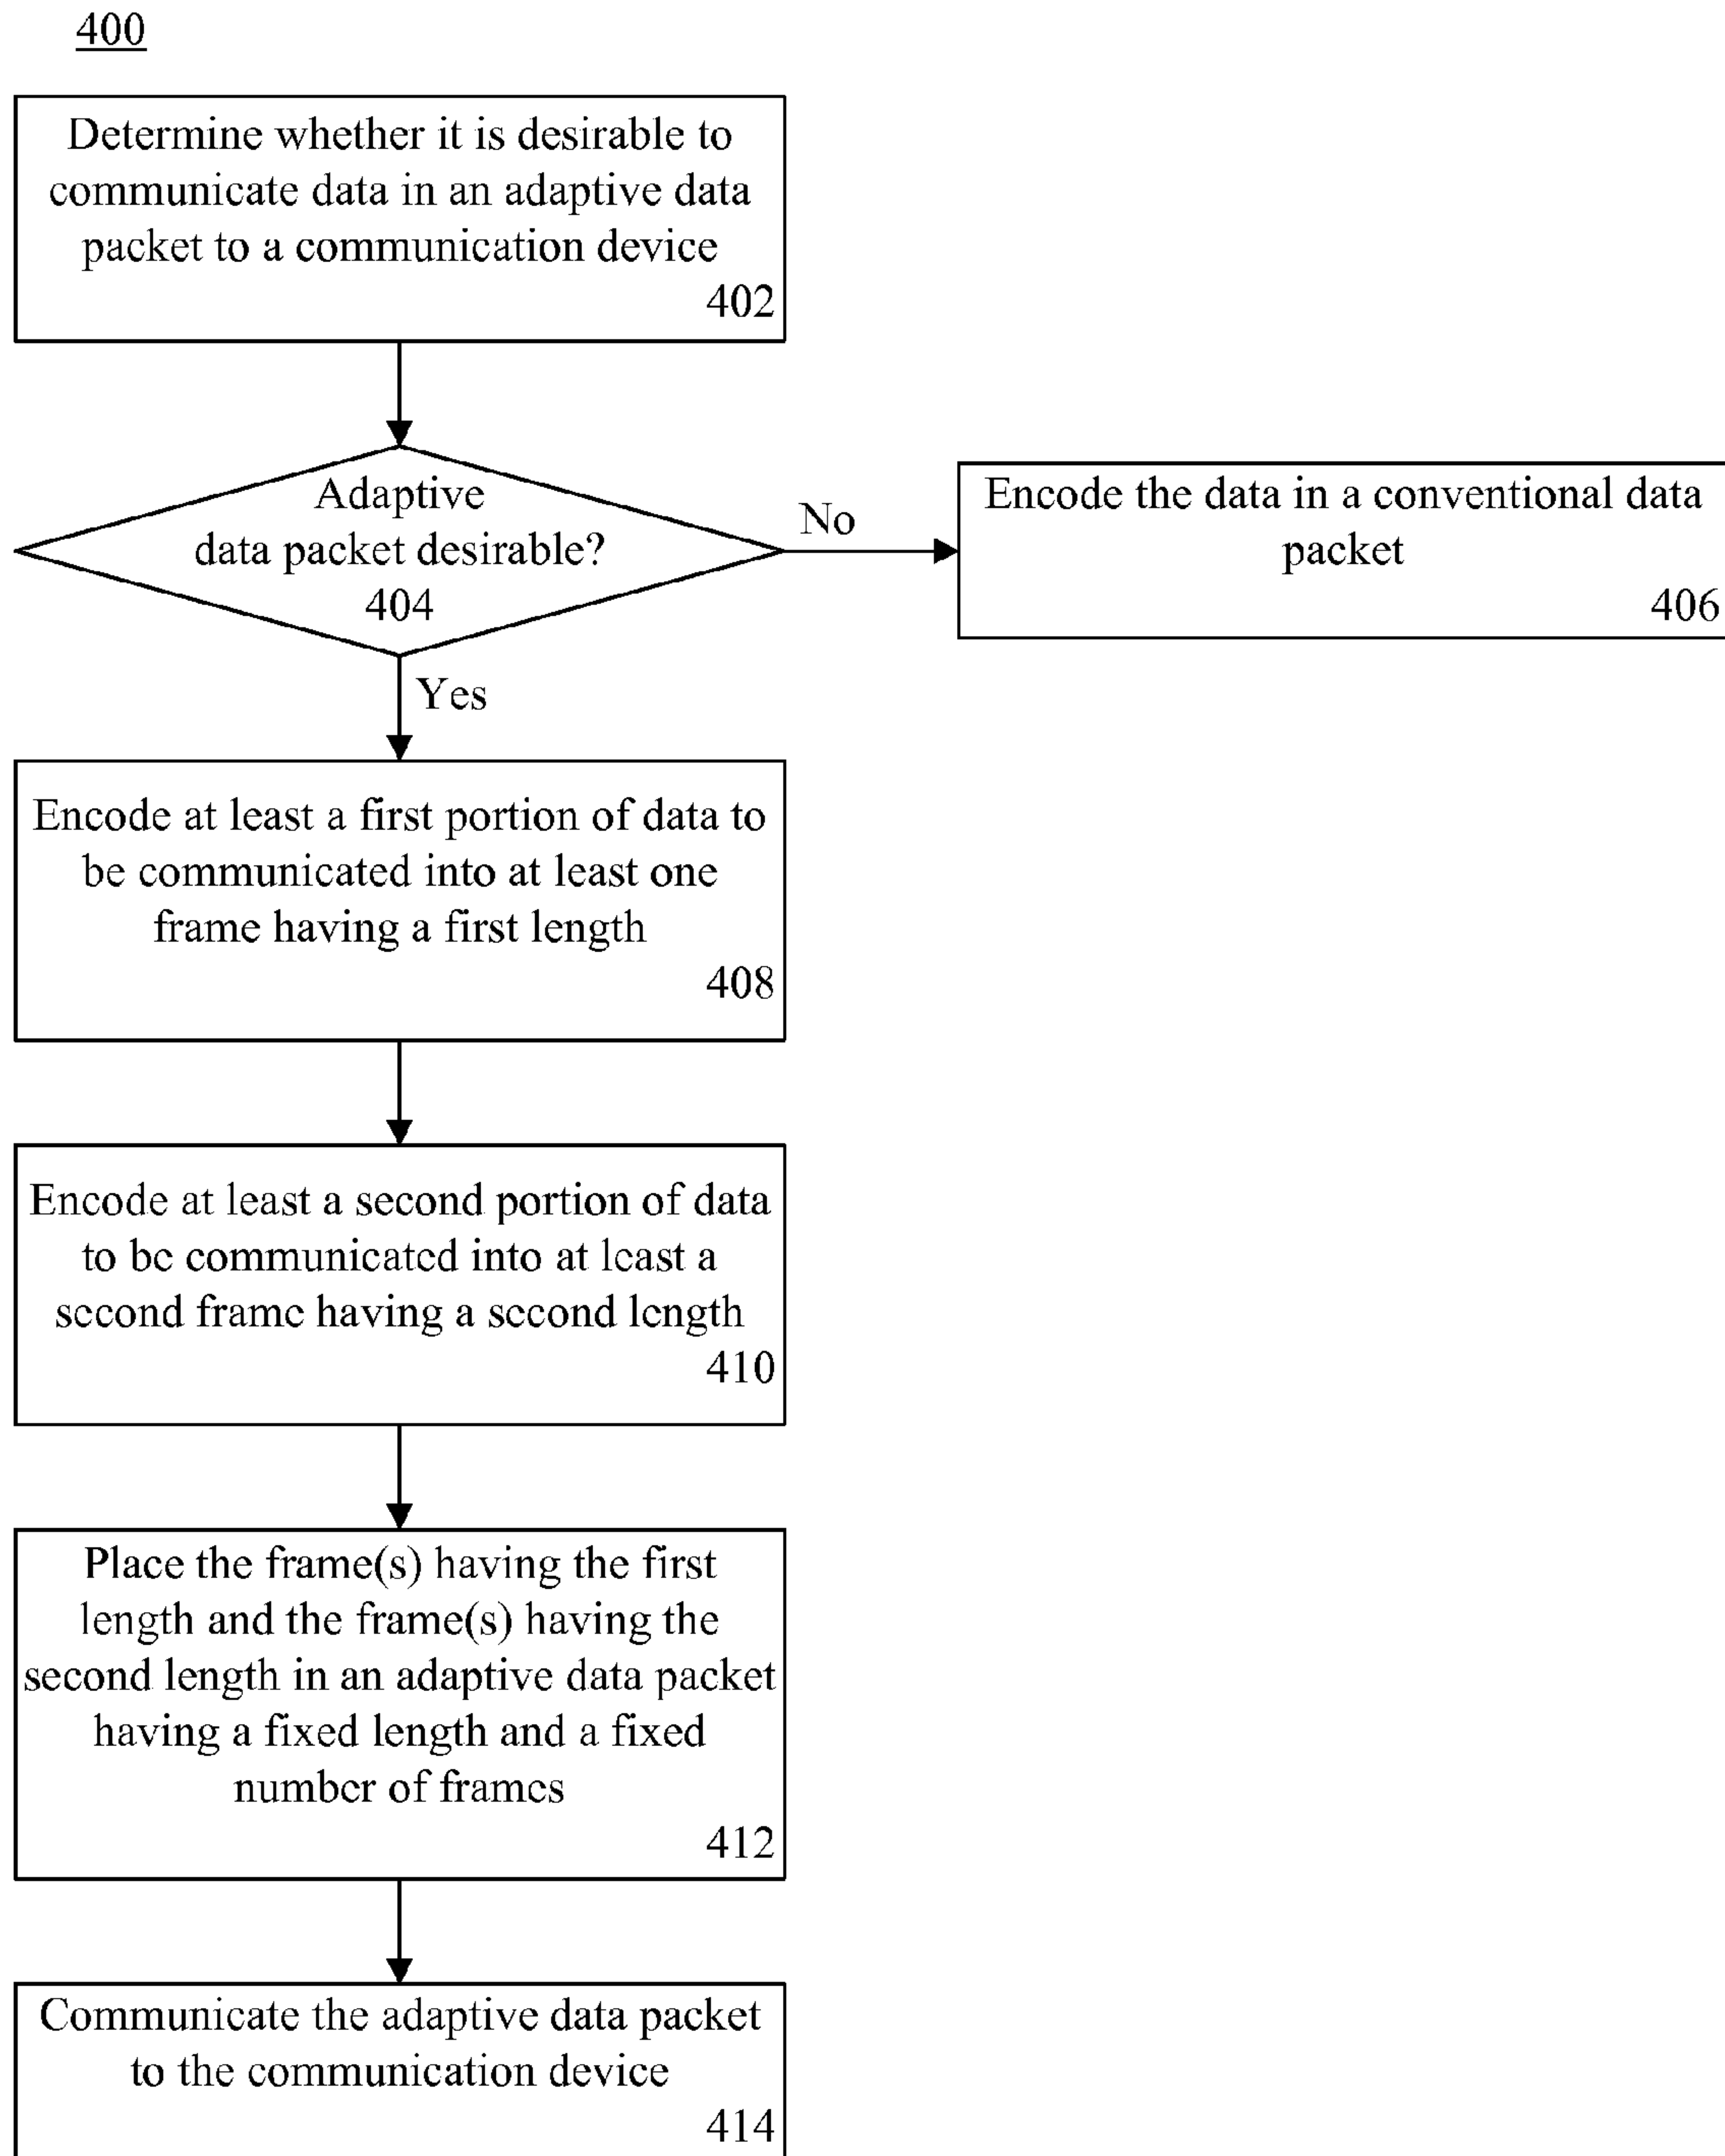 400
Determine whether it is desirable to
communicate data in an adaptive data
packet to a communication device
402
Adaptive
data packet desirable?
404
No
Encode the data in a conventional data
packet
406
Yes
Encode at least a first portion of data to
be communicated into at least one
frame having a first length
408
Encode at least a second portion of data
to be communicated into at least a
second frame having a second length
410
Place the frame(s) having the first
length and the frame(s) having the
second length in an adaptive data packet
having a fixed length and a fixed
number of frames
412
Communicate the adaptive data packet
to the communication device
414